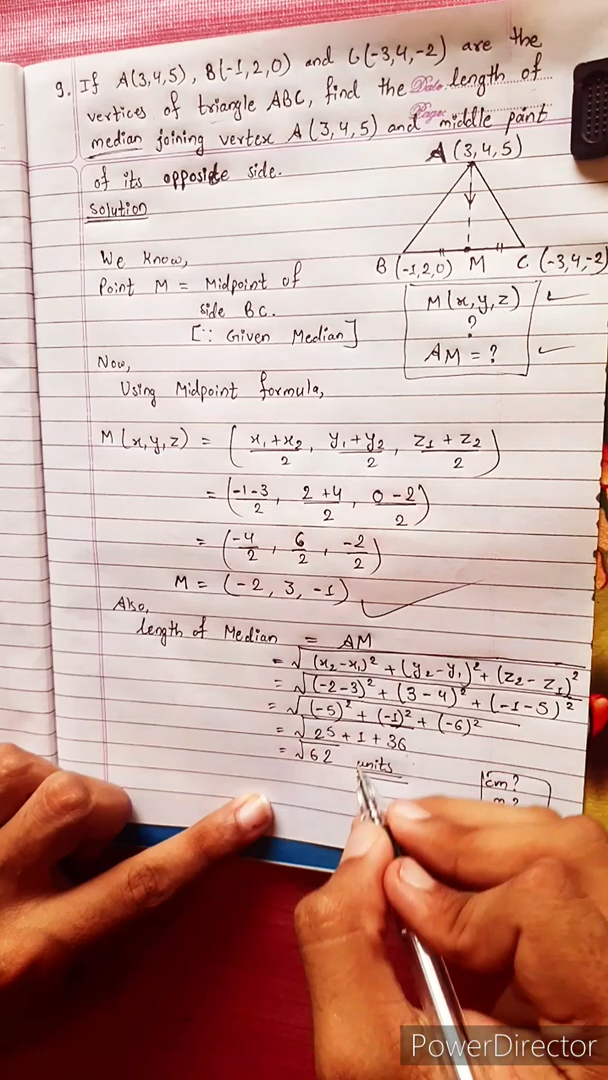 9. If A(3,4,5), B(-1,2,0) and C(-3,4,-2) are the
vertices of triangle ABC, find the length of
Date:
median joining vertex A (3,4,5) and middle point
Page:
of its opposite side.
Solution
A (3,4,5)
B (-1,2,0) M C (-3,4,-2)
We Know,
Point M = Midpoint of
side BC.
[∵ Given Median]
M(x,y,z)
?
AM = ?
Now,
Using Midpoint formula,
M(x,y,z) = ( x₁+x₂/2 , y₁+y₂/2 , z₁+z₂/2 )
= ( -1-3/2 , 2+4/2 , 0-2/2 )
= ( -4/2 , 6/2 , -2/2 )
M = (-2, 3, -1)
Also,
length of Median = AM
= √(x₂-x₁)² + (y₂-y₁)² + (z₂-z₁)²
= √(-2-3)² + (3-4)² + (-1-5)²
= √(-5)² + (-1)² + (-6)²
= √25 + 1 + 36
= √62 units
cm?
PowerDirector